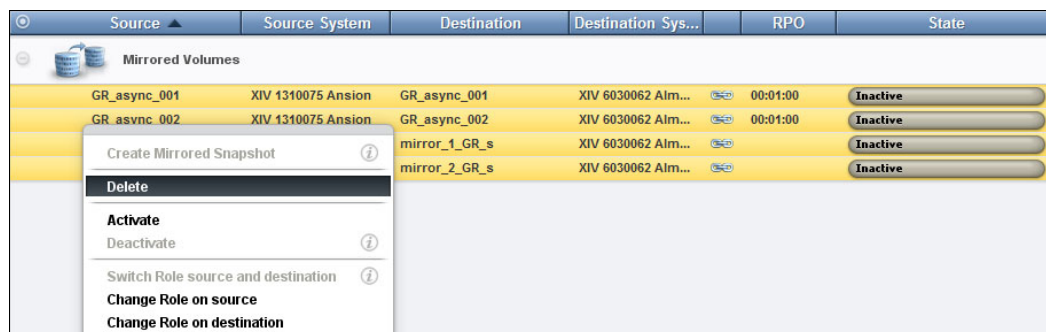 Source Source System Destination Destination Sys... RPO State
Mirrored Volumes
GR_async_001 XIV 1310075 Ansion GR_async_001 XIV 6030062 Alm... 00:01:00 Inactive
GR_async_002 XIV 1310075 Ansion GR_async_002 XIV 6030062 Alm... 00:01:00 Inactive
mirror_1_GR_s XIV 6030062 Alm... Inactive
mirror_2_GR_s XIV 6030062 Alm... Inactive
Create Mirrored Snapshot
Delete
Activate
Deactivate
Switch Role source and destination
Change Role on source
Change Role on destination